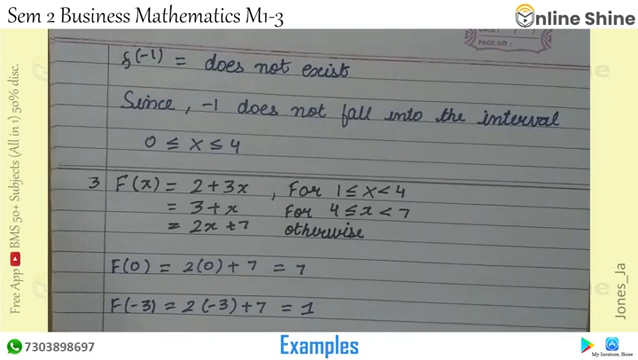 Sem 2 Business Mathematics M1-3
Online Shine
PAGE NO.:
f(-1) = does not exist
Since, -1 does not fall into the interval
0 ≤ x ≤ 4
3 F(x) = 2+3x , For 1 ≤ x < 4
= 3+x For 4 ≤ x < 7
= 2x+7 otherwise
F(0) = 2(0)+7 = 7
F(-3) = 2(-3)+7 = 1
Free App BMS 50+ Subjects (All in 1) 50% disc.
Jones_Ja
7303898697
Examples